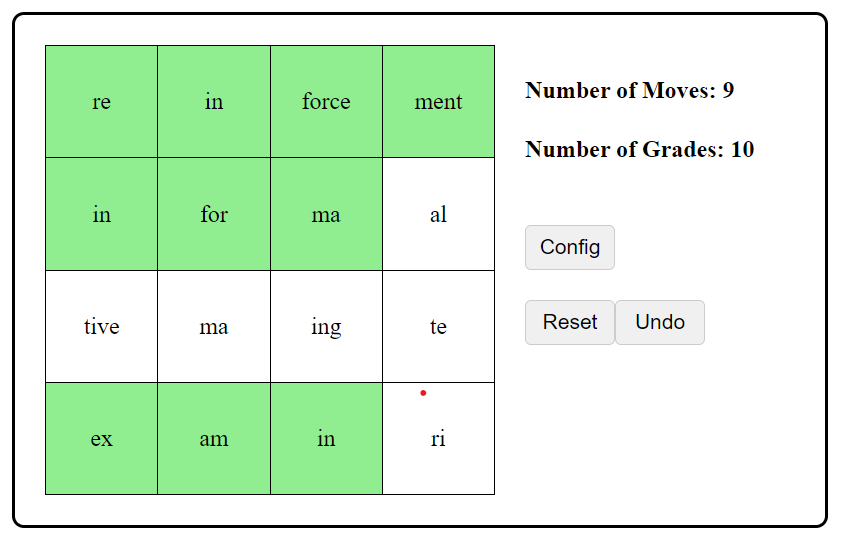 re in force ment
Number of Moves: 9
Number of Grades: 10
in for ma al
Config
tive ma ing te
Reset Undo
ex am in ri